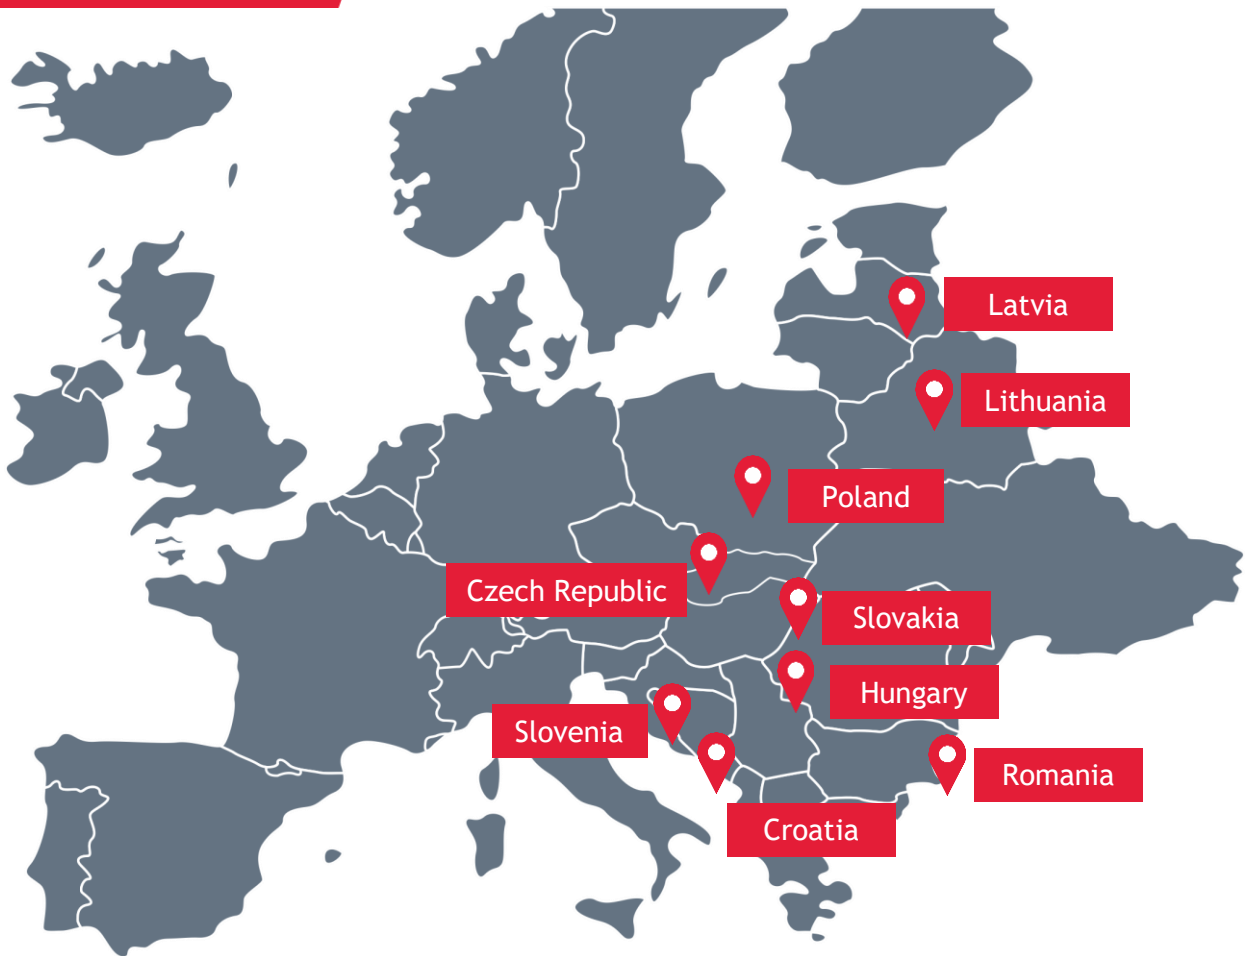 Latvia
Lithuania
Poland
Czech Republic
Slovakia
Hungary
Slovenia
Romania
Croatia